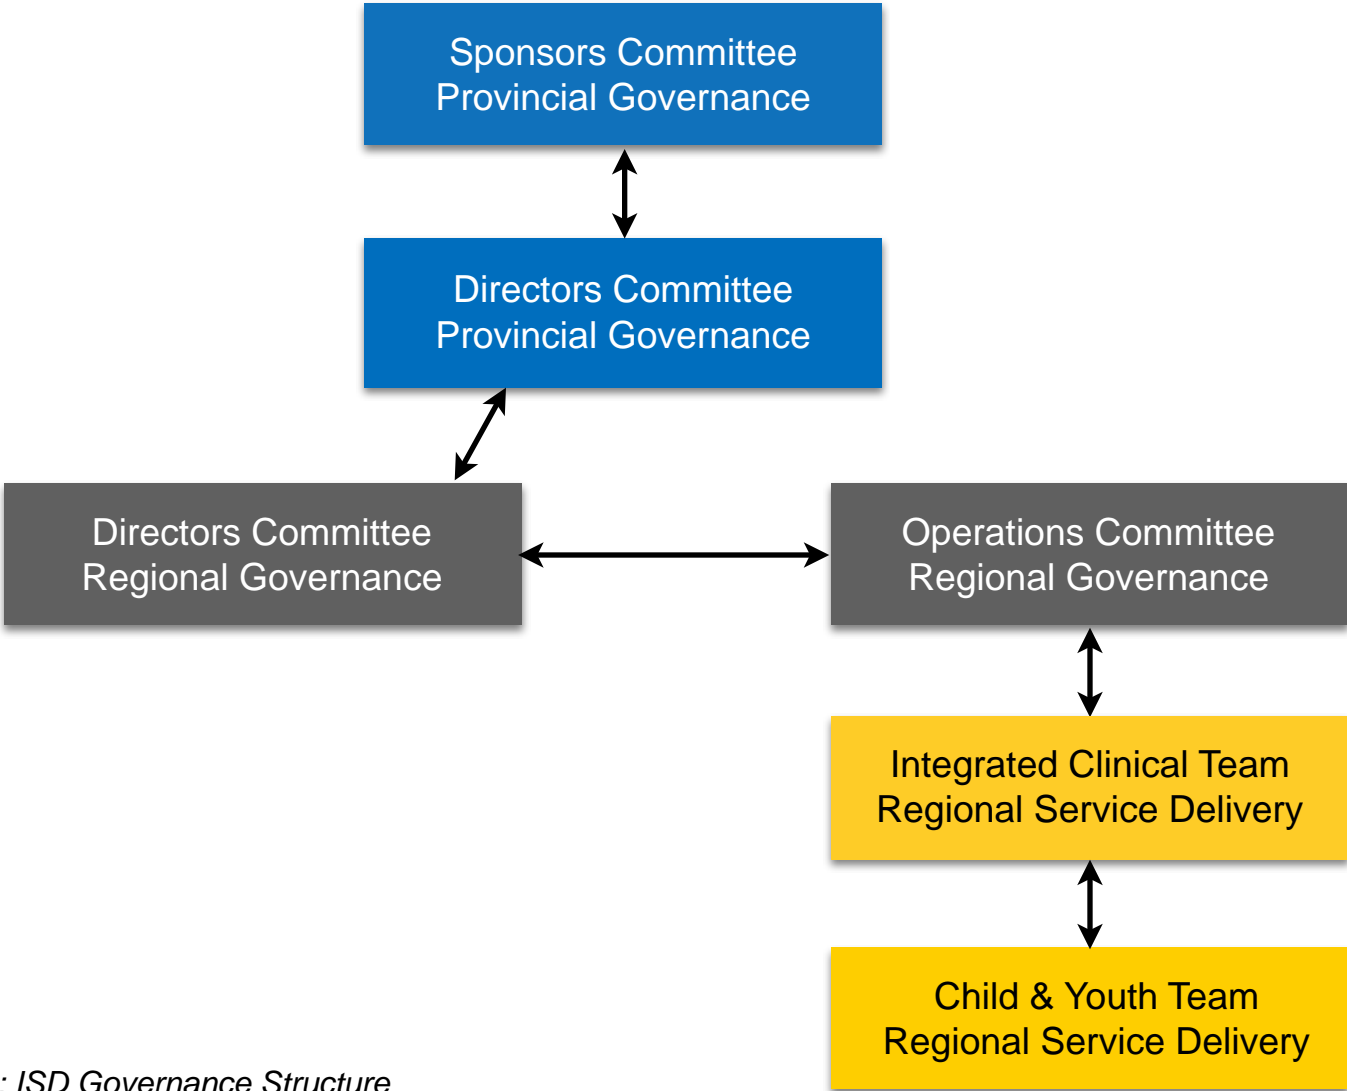 Sponsors Committee
Provincial Governance
Directors Committee
Provincial Governance
Directors Committee
Regional Governance
Operations Committee
Regional Governance
Integrated Clinical Team
Regional Service Delivery
Child & Youth Team
Regional Service Delivery
: ISD Governance Structure